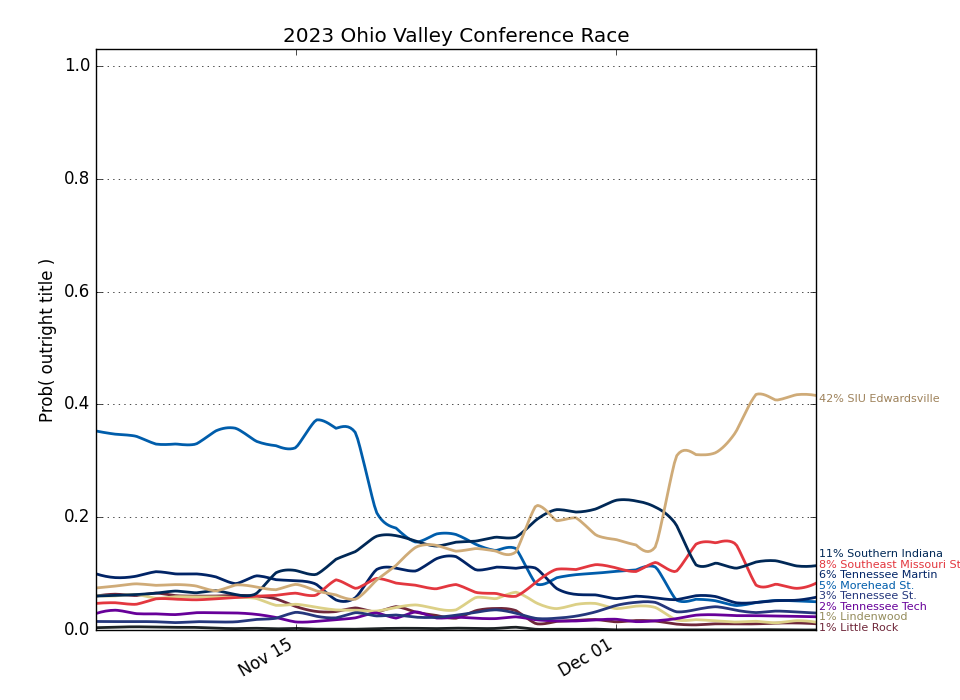 2023 Ohio Valley Conference Race
Prob( outright title )
1.0
0.8
0.6
0.4
0.2
0.0
Nov 15
Dec 01
42% SIU Edwardsville
11% Southern Indiana
8% Southeast Missouri St
6% Tennessee Martin
5% Morehead St.
3% Tennessee St.
2% Tennessee Tech
1% Lindenwood
1% Little Rock